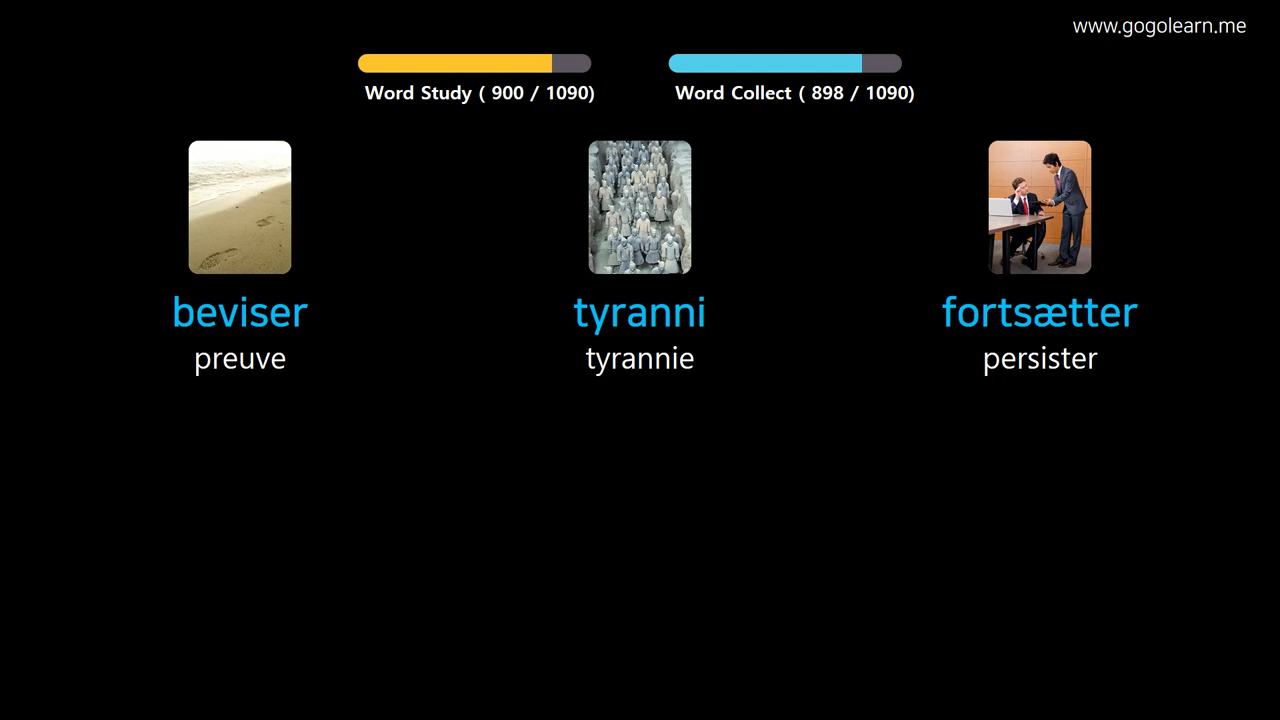 www.gogolearn.me
Word Study ( 900 / 1090)
Word Collect ( 898 / 1090)
beviser
preuve
tyranni
tyrannie
fortsætter
persister